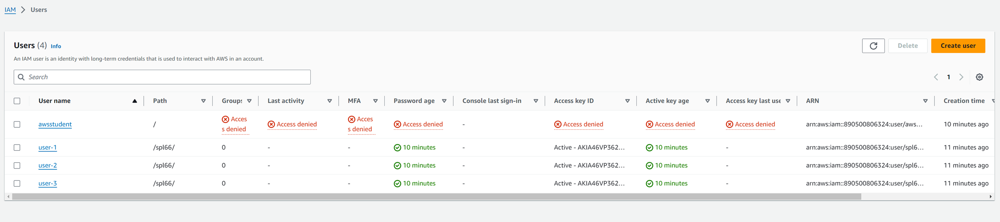 IAM > Users
Users (4) Info
Delete
Create user
An IAM user is an identity with long-term credentials that is used to interact with AWS in an account.
Search
1
User name Path Groups Last activity MFA Password age Console last sign-in Access key ID Active key age Access key last use ARN Creation time
awsstudent / Acces Access denied Acces Access denied - Access denied Access denied Access denied arn:aws:iam::890500806324:user/aws... 10 minutes ago
s denied s denied
user-1 /spl66/ 0 - - 10 minutes - Active - AKIA46VP362... 10 minutes - arn:aws:iam::890500806324:user/spl6... 11 minutes ago
user-2 /spl66/ 0 - - 10 minutes - Active - AKIA46VP362... 10 minutes - arn:aws:iam::890500806324:user/spl6... 11 minutes ago
user-3 /spl66/ 0 - - 10 minutes - Active - AKIA46VP362... 10 minutes - arn:aws:iam::890500806324:user/spl6... 11 minutes ago